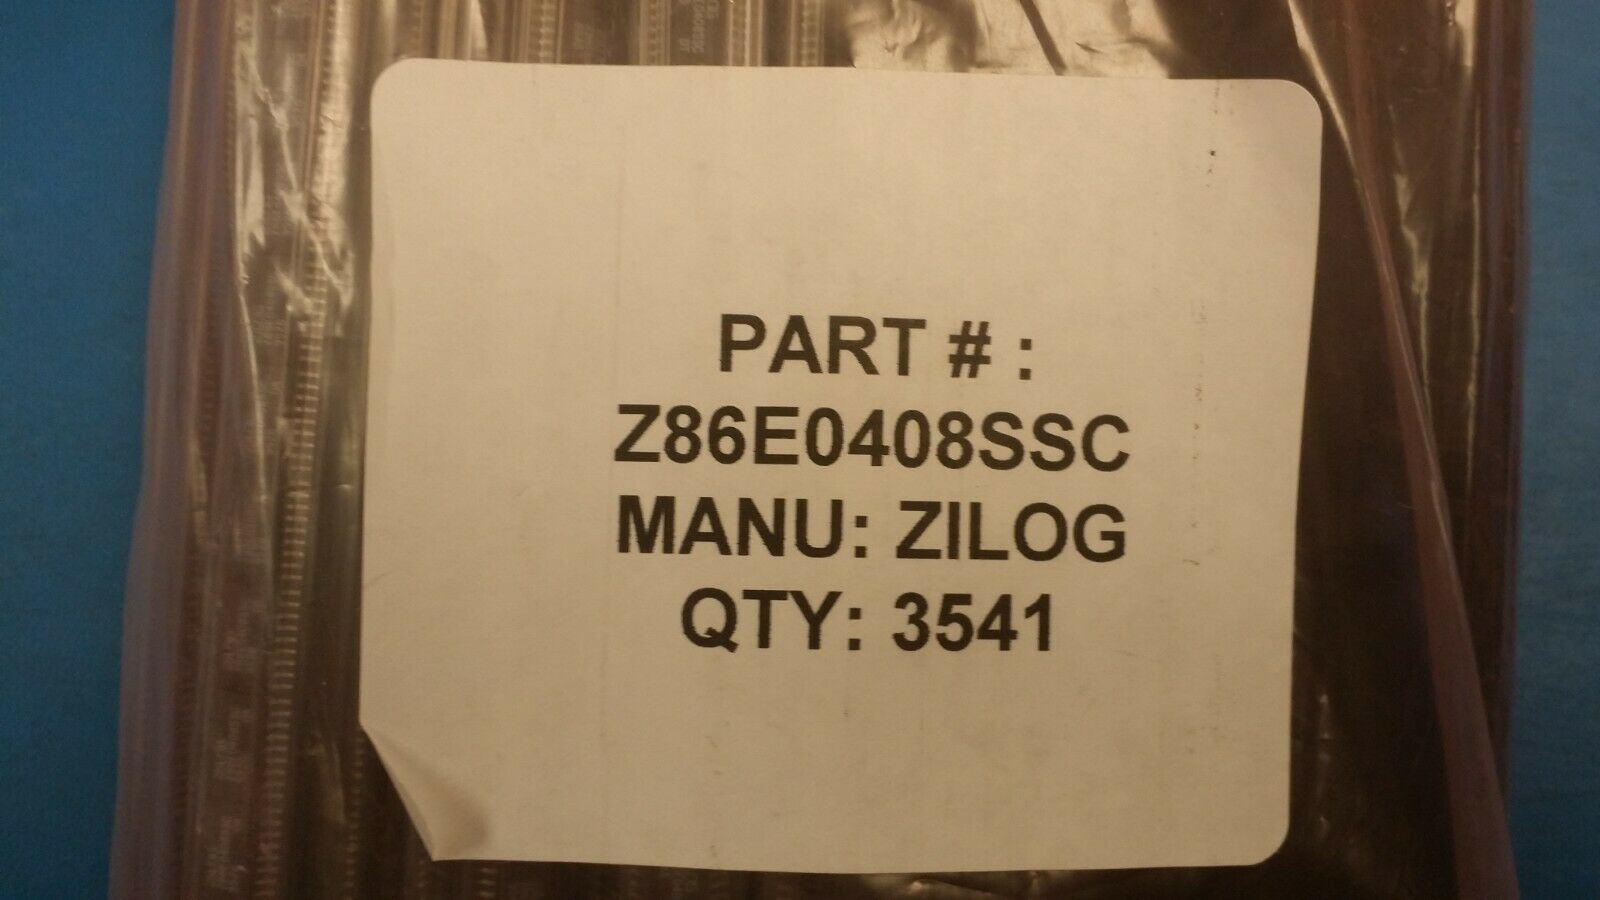 PART # :
Z86E0408SSC
MANU: ZILOG
QTY: 3541